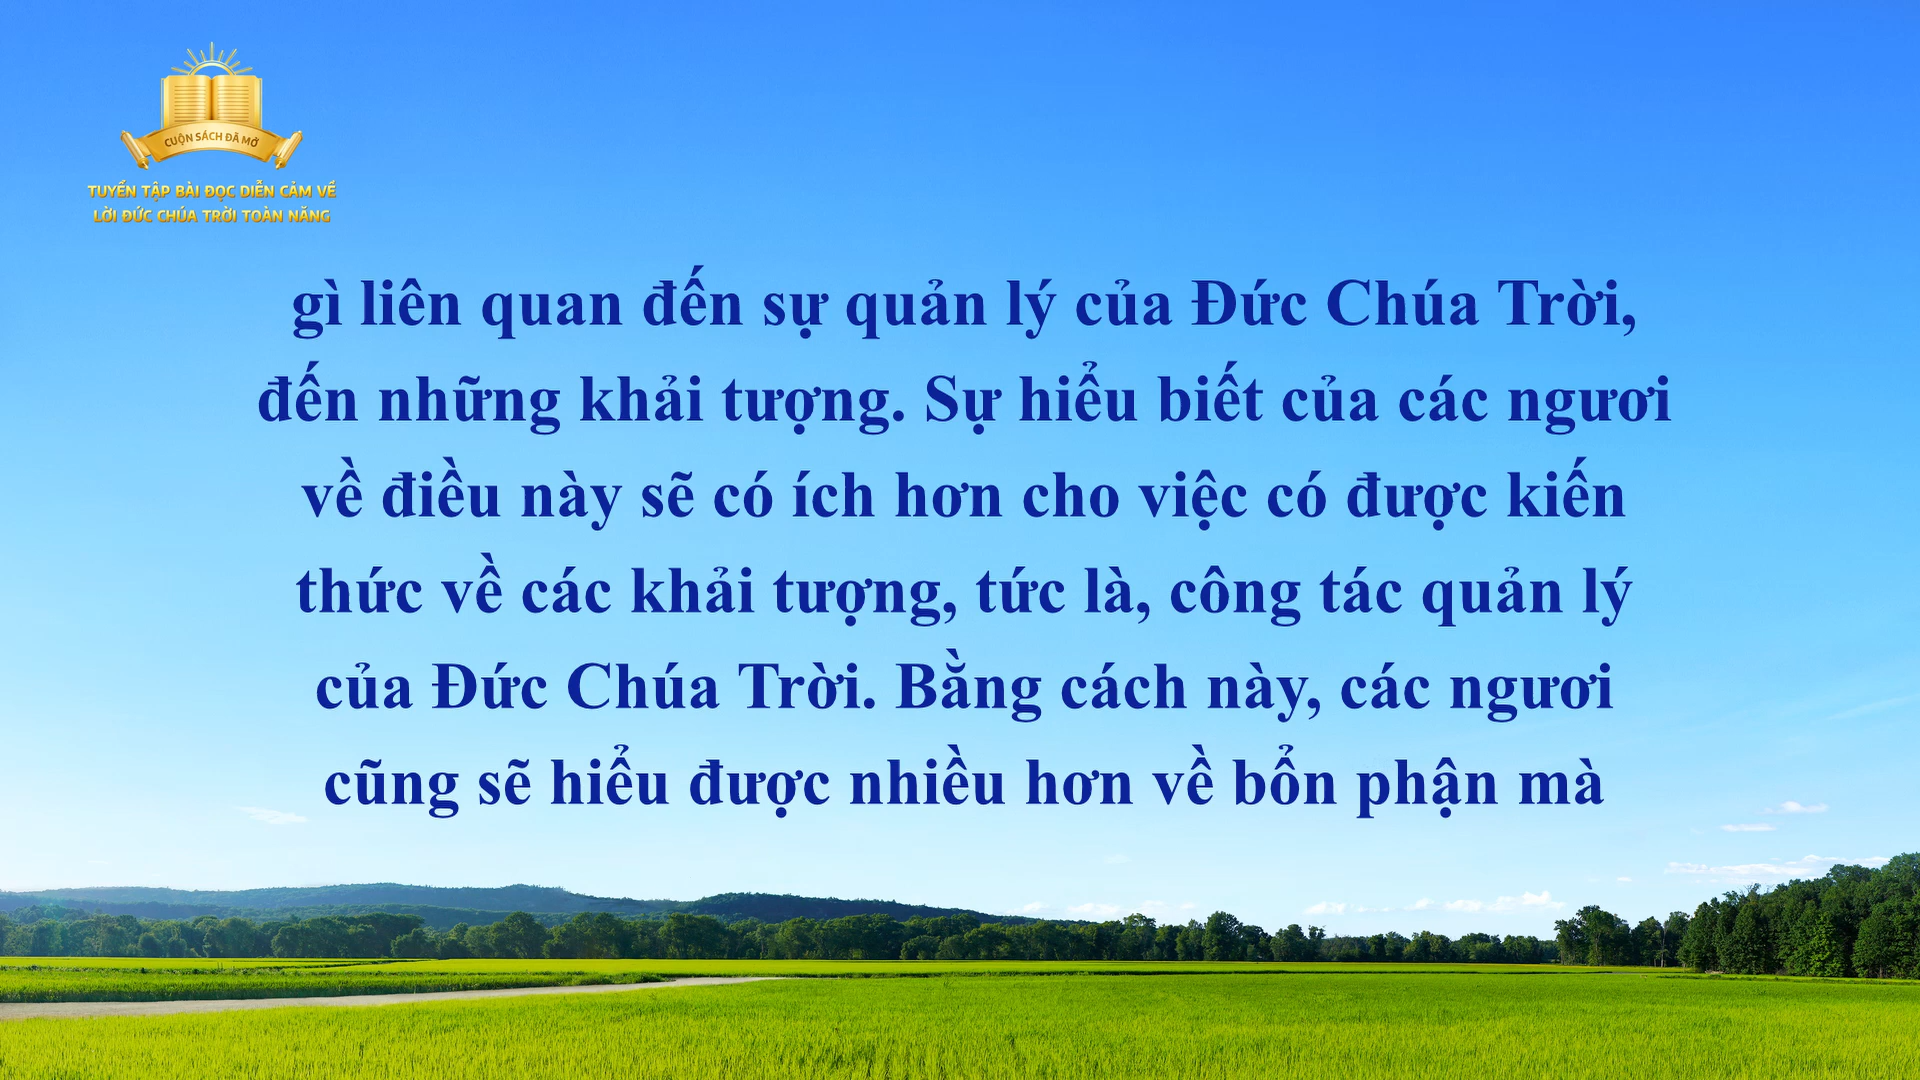 CUỘN SÁCH ĐÃ MỞ
TUYỂN TẬP BÀI ĐỌC DIỄN CẢM VỀ
LỜI ĐỨC CHÚA TRỜI TOÀN NĂNG
gì liên quan đến sự quản lý của Đức Chúa Trời,
đến những khải tượng. Sự hiểu biết của các ngươi
về điều này sẽ có ích hơn cho việc có được kiến
thức về các khải tượng, tức là, công tác quản lý
của Đức Chúa Trời. Bằng cách này, các ngươi
cũng sẽ hiểu được nhiều hơn về bổn phận mà